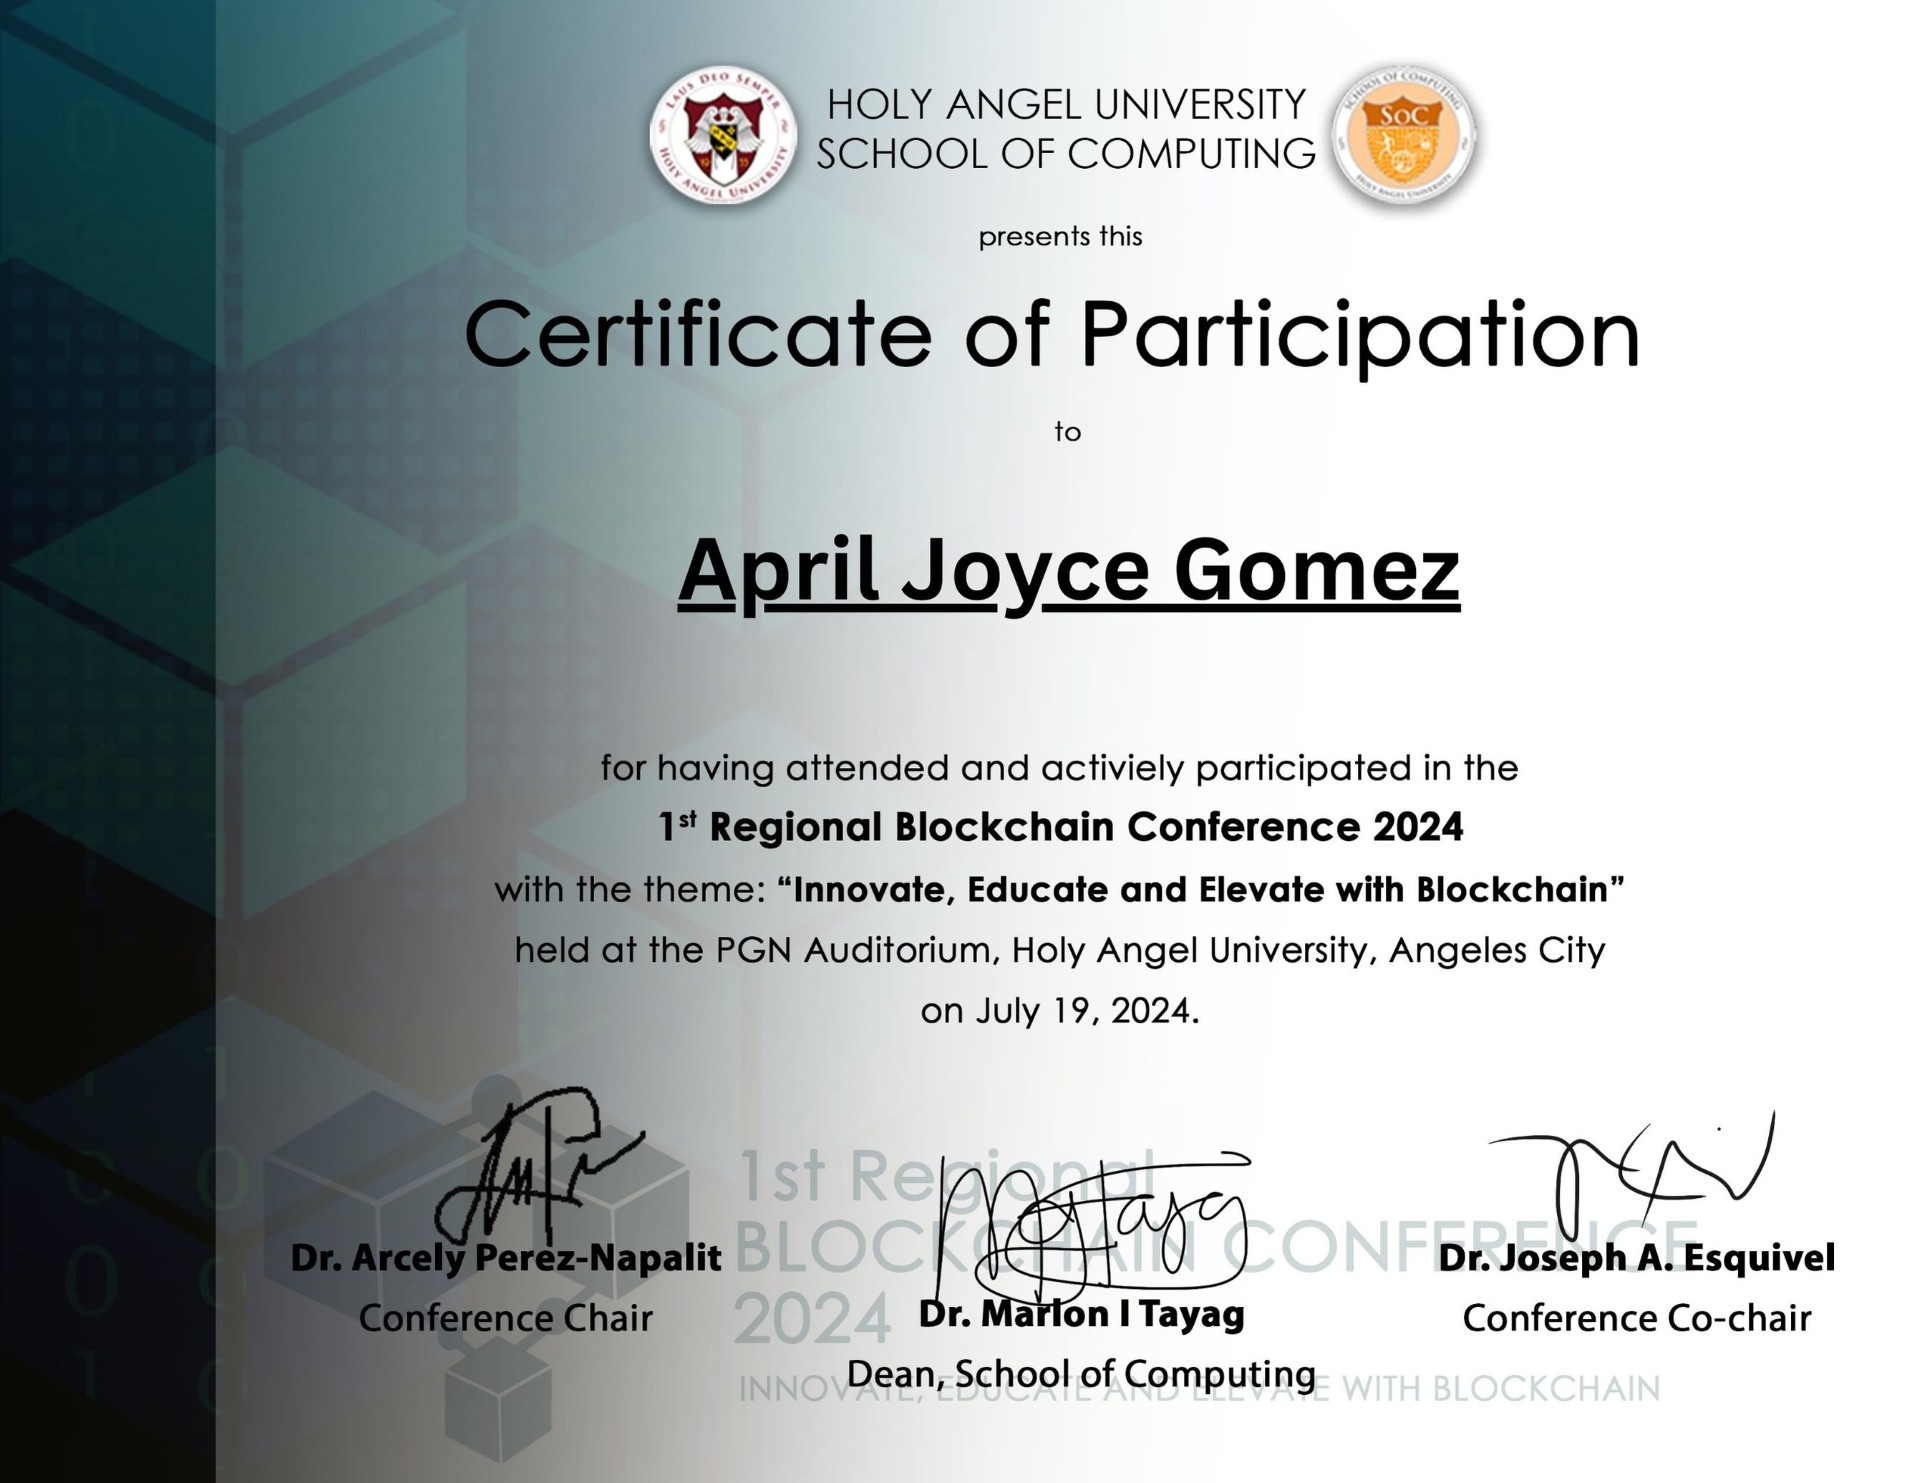 LAUS DEO SEMPER
HOLY ANGEL UNIVERSITY
HOLY ANGEL UNIVERSITY
SCHOOL OF COMPUTING
SCHOOL OF COMPUTING
SoC
HOLY ANGEL UNIVERSITY
presents this
Certificate of Participation
to
April Joyce Gomez
for having attended and activiely participated in the
1st Regional Blockchain Conference 2024
with the theme: “Innovate, Educate and Elevate with Blockchain”
held at the PGN Auditorium, Holy Angel University, Angeles City
on July 19, 2024.
1st Regional
BLOCKCHAIN CONFERENCE
2024
INNOVATE, EDUCATE AND ELEVATE WITH BLOCKCHAIN
Dr. Arcely Perez-Napalit
Conference Chair
Dr. Marlon I Tayag
Dean, School of Computing
Dr. Joseph A. Esquivel
Conference Co-chair